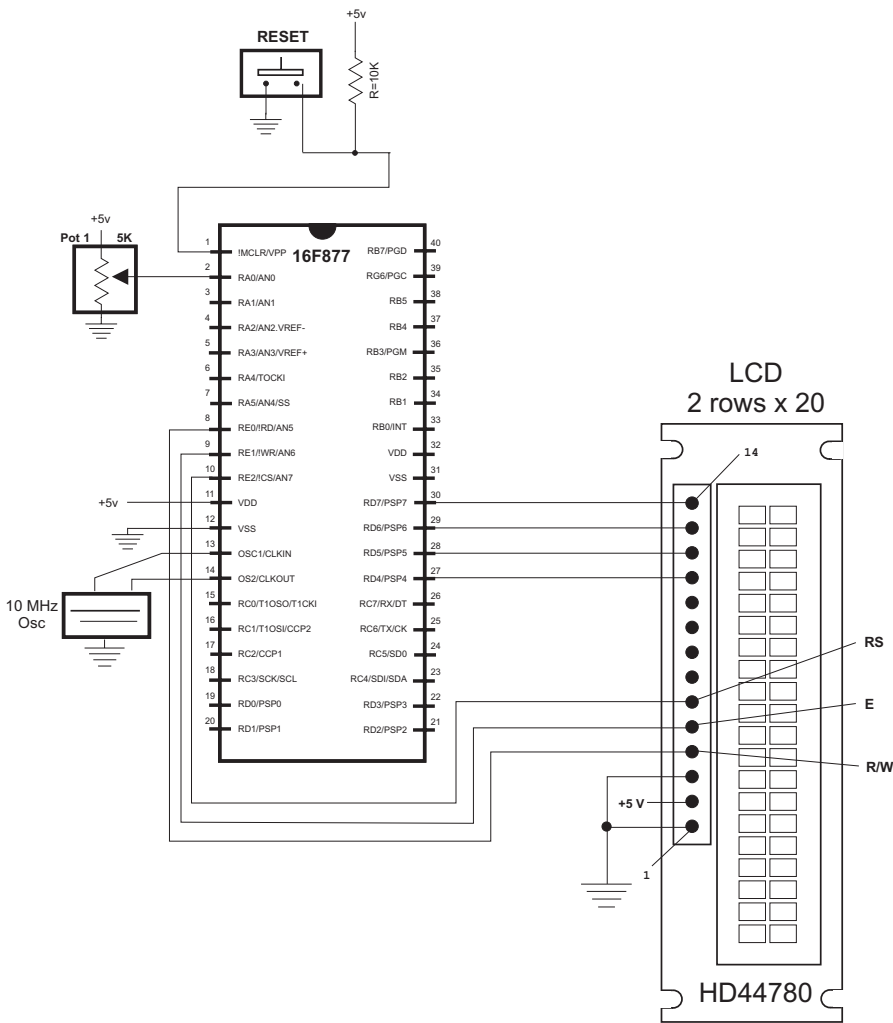 +5v
RESET
R=10K
+5v
Pot 1 5K
16F877
1 !MCLR/VPP
2 RA0/AN0
3 RA1/AN1
4 RA2/AN2.VREF-
5 RA3/AN3/VREF+
6 RA4/TOCKI
7 RA5/AN4/SS
8 RE0/!RD/AN5
9 RE1/!WR/AN6
10 RE2/!CS/AN7
+5v
11 VDD
12 VSS
13 OSC1/CLKIN
14 OS2/CLKOUT
15 RC0/T1OSO/T1CKI
16 RC1/T1OSI/CCP2
17 RC2/CCP1
18 RC3/SCK/SCL
19 RD0/PSP0
20 RD1/PSP1
10 MHz
Osc
RB7/PGD 40
RG6/PGC 39
RB5 38
RB4 37
RB3/PGM 36
RB2 35
RB1 34
RB0/INT 33
VDD 32
VSS 31
RD7/PSP7 30
RD6/PSP6 29
RD5/PSP5 28
RD4/PSP4 27
RC7/RX/DT 26
RC6/TX/CK 25
RC5/SD0 24
RC4/SDI/SDA 23
RD3/PSP3 22
RD2/PSP2 21
LCD
2 rows x 20
14
RS
E
R/W
+5 V
1
HD44780